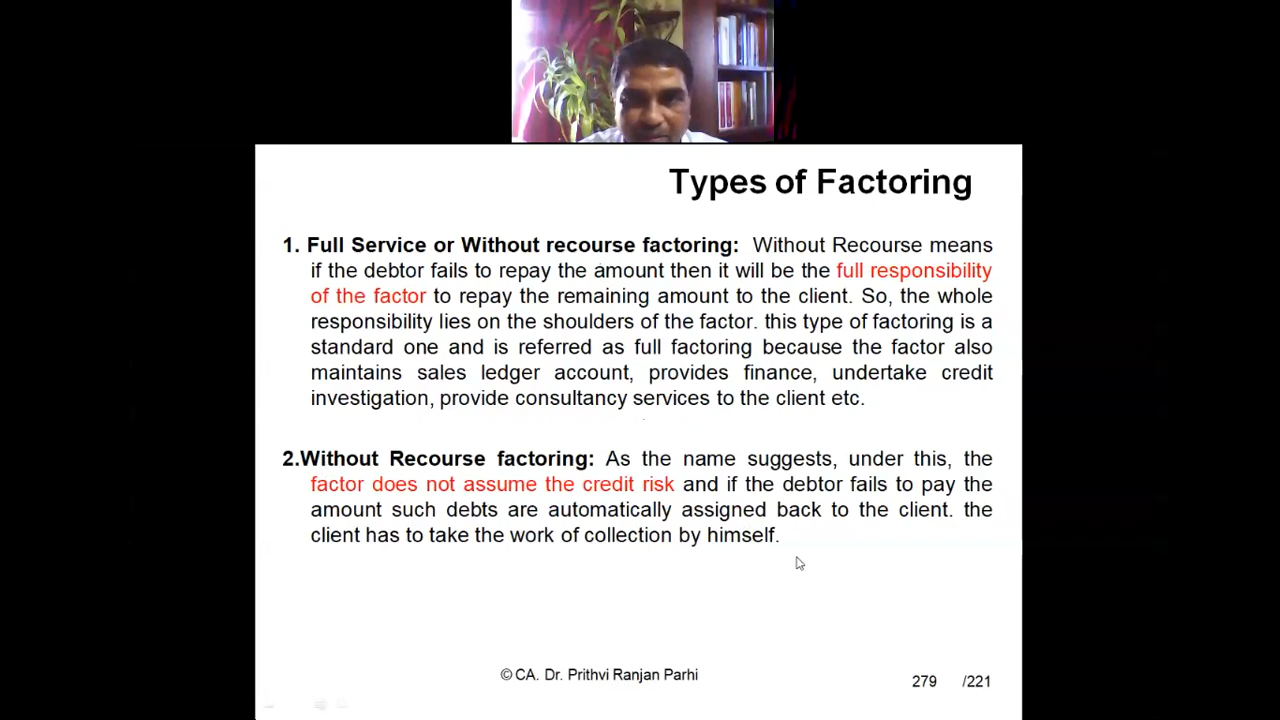 Types of Factoring
1. Full Service or Without recourse factoring: Without Recourse means
if the debtor fails to repay the amount then it will be the full responsibility
of the factor to repay the remaining amount to the client. So, the whole
responsibility lies on the shoulders of the factor. this type of factoring is a
standard one and is referred as full factoring because the factor also
maintains sales ledger account, provides finance, undertake credit
investigation, provide consultancy services to the client etc.
2.Without Recourse factoring: As the name suggests, under this, the
factor does not assume the credit risk and if the debtor fails to pay the
amount such debts are automatically assigned back to the client. the
client has to take the work of collection by himself.
© CA. Dr. Prithvi Ranjan Parhi
279 /221